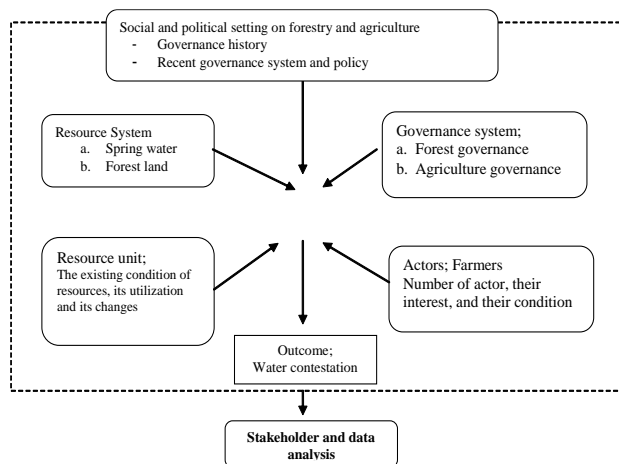 Social and political setting on forestry and agriculture
- Governance history
- Recent governance system and policy
Resource System
a. Spring water
b. Forest land
Governance system;
a. Forest governance
b. Agriculture governance
Resource unit;
The existing condition of
resources, its utilization
and its changes
Actors; Farmers
Number of actor, their
interest, and their condition
Outcome;
Water contestation
Stakeholder and data
analysis